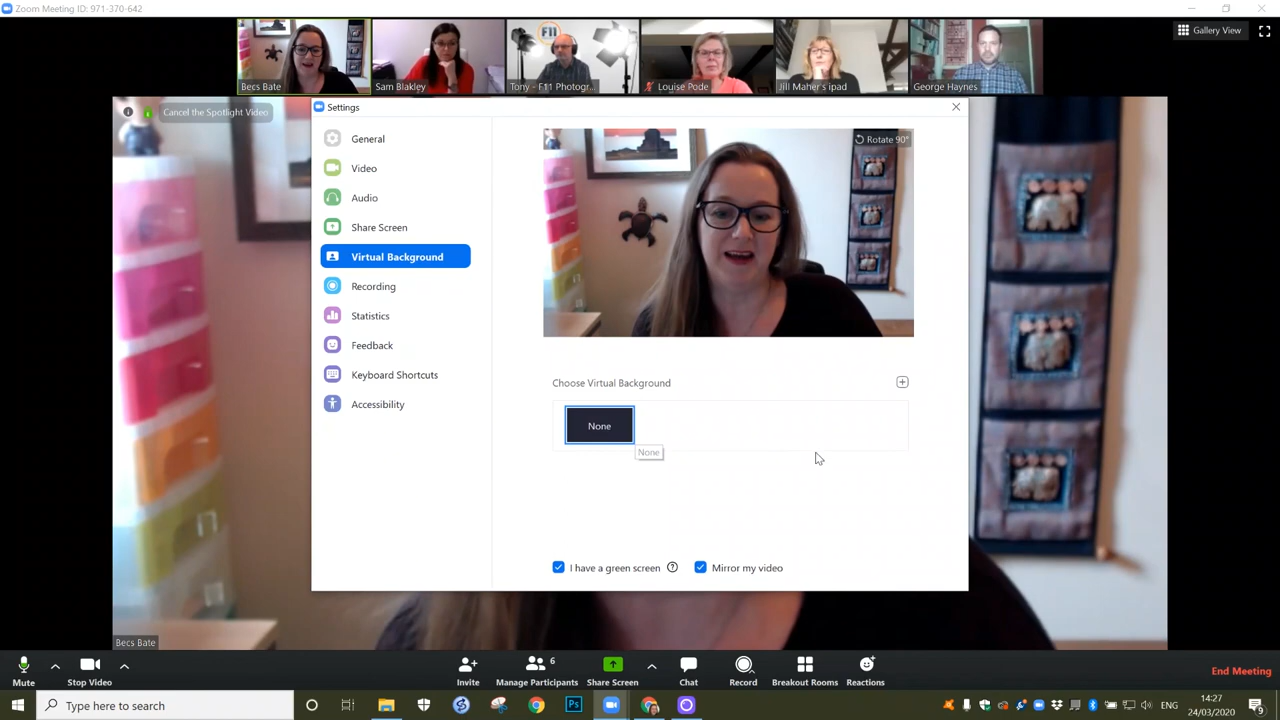 Zoom Meeting ID: 971-370-642
Gallery View
F11
Becs Bate
Sam Blakley
Tony - F11 Photogr...
Louise Pode
Jill Maher's ipad
George Haynes
Cancel the Spotlight Video
Settings
General
Video
Audio
Share Screen
Virtual Background
Recording
Statistics
Feedback
Keyboard Shortcuts
Accessibility
Rotate 90°
Choose Virtual Background
None
None
I have a green screen
Mirror my video
Becs Bate
Mute
Stop Video
Invite
6
Manage Participants
Share Screen
Chat
Record
Breakout Rooms
Reactions
End Meeting
Type here to search
Ps
ENG
14:27
24/03/2020
9